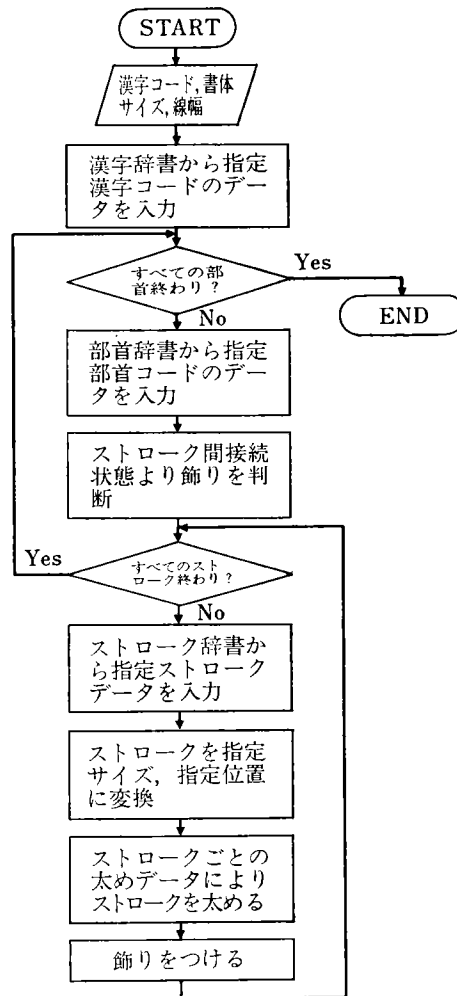 START
漢字コード,書体
サイズ,線幅
漢字辞書から指定
漢字コードのデー
タを入力
すべての部
首終わり?
Yes
No
END
部首辞書から指定
部首コードのデー
タを入力
ストローク間接続
状態より飾りを判
断
Yes
すべてのスト
ローク終わり?
No
ストローク辞書か
ら指定ストローク
データを入力
ストロークを指定
サイズ,指定位置
に変換
ストロークごとの
太めデータにより
ストロークを太める
飾りをつける